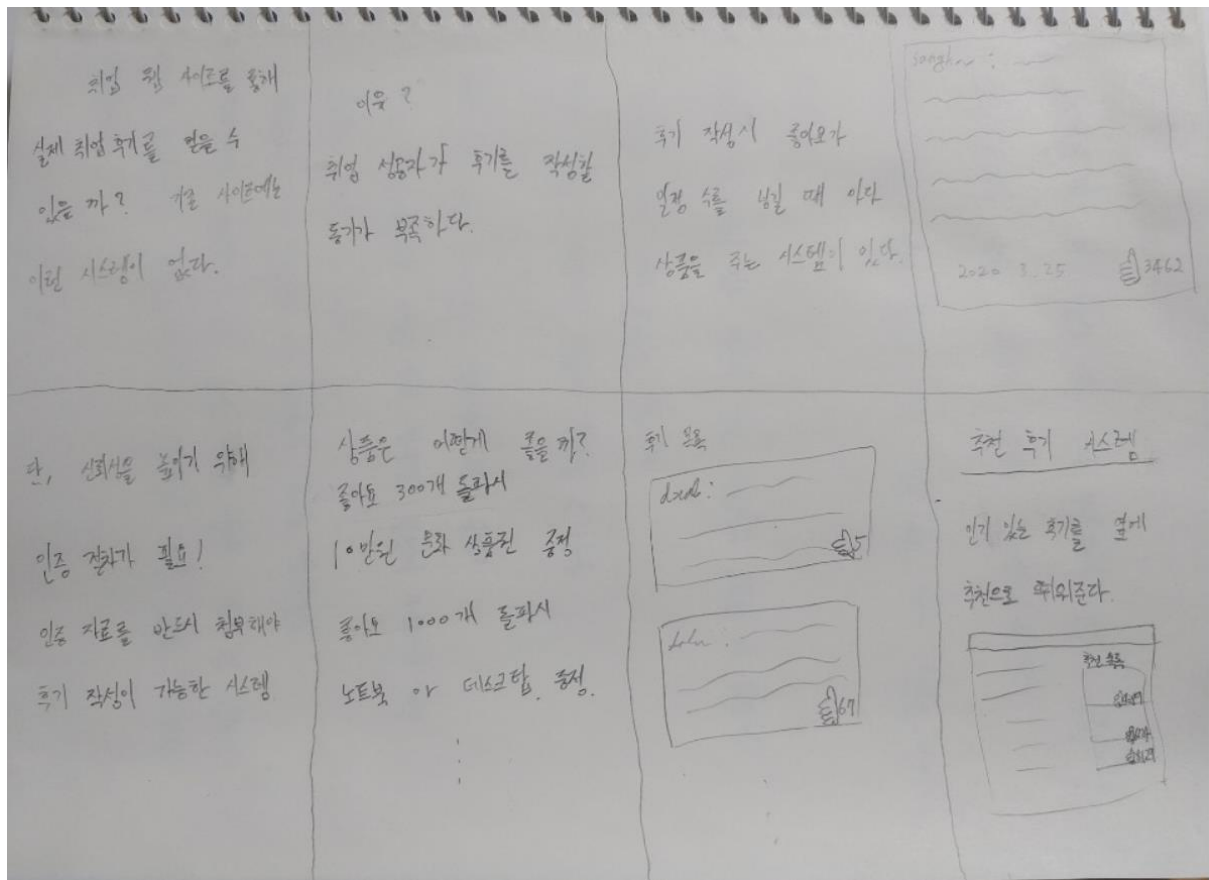 취업 웹 사이트를 통해
실제 취업 후기를 믿을 수
있을 까? 기존 사이트에는
이런 시스템이 없다.
이유?
취업 성공자가 후기를 작성할
동기가 부족하다.
후기 작성시 좋아요가
일정 수를 넘길 때 마다
상품을 주는 시스템이 있다.
2020 8.25 3462
단, 신뢰성을 높이기 위해
인증 절차가 필요!
인증 자료를 반드시 첨부해야
후기 작성이 가능한 시스템
상품은 어떻게 줄을 까?
좋아요 300개 돌파시
10만원 문화 상품권 증정
좋아요 1000개 돌파시
노트북 or 데스크탑 증정.
후기 목록
5
67
추천 후기 시스템
인기 있는 후기를 옆에
추천으로 띄워준다.
추천 목록